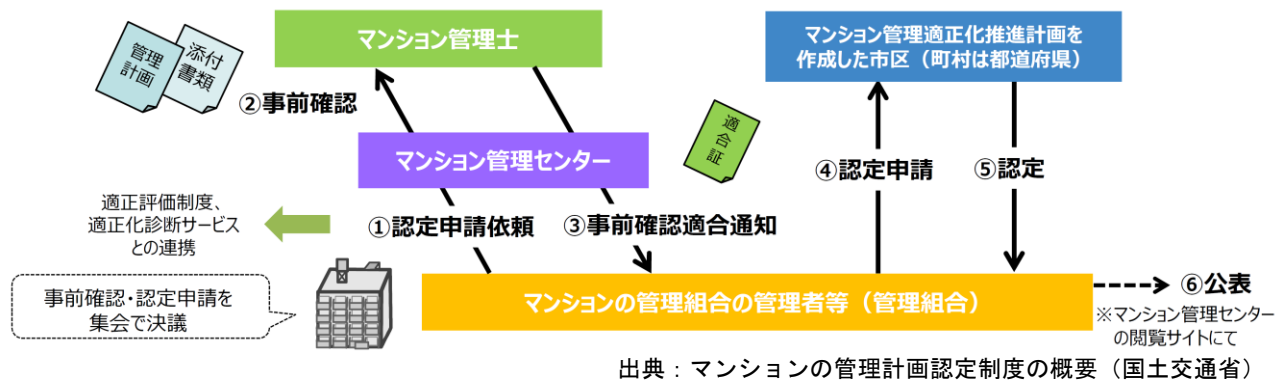 管理
計画
添付
書類
マンション管理士
マンション管理適正化推進計画を
作成した市区（町村は都道府県）
②事前確認
適合証
マンション管理センター
④認定申請
⑤認定
適正評価制度、
適正化診断サービス
との連携
①認定申請依頼
③事前確認適合通知
事前確認・認定申請を
集会で決議
マンションの管理組合の管理者等（管理組合）
⑥公表
※マンション管理センター
の閲覧サイトにて
出典：マンションの管理計画認定制度の概要（国土交通省）